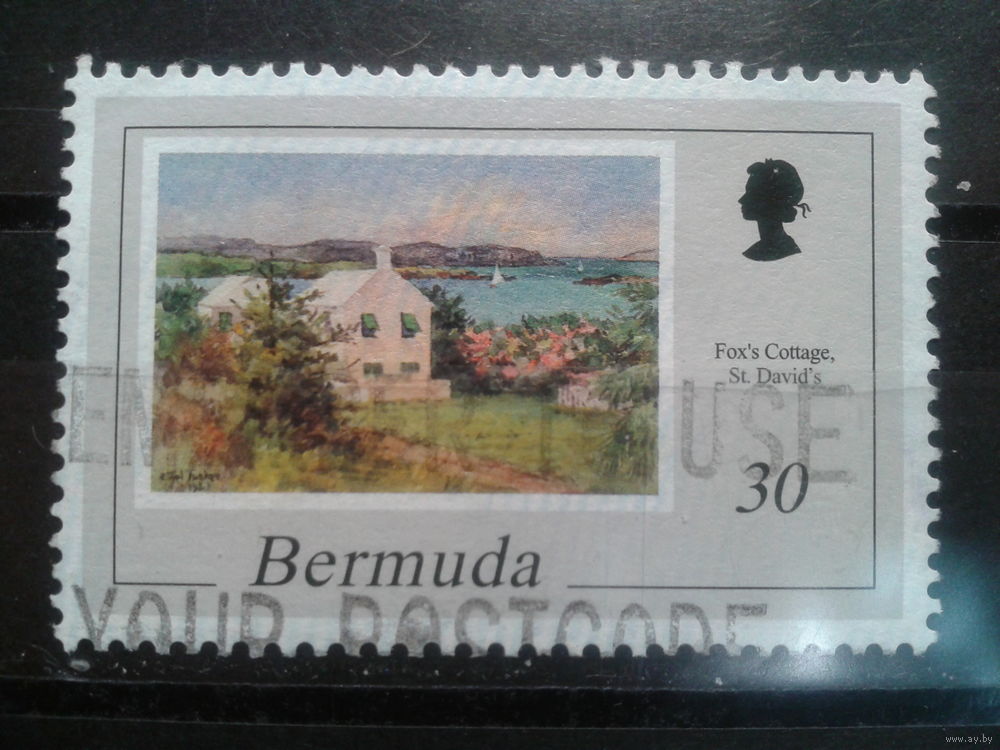 Fox's Cottage,
St. David's
USE
30
Bermuda
YOUR POSTCODE
www.ay.by